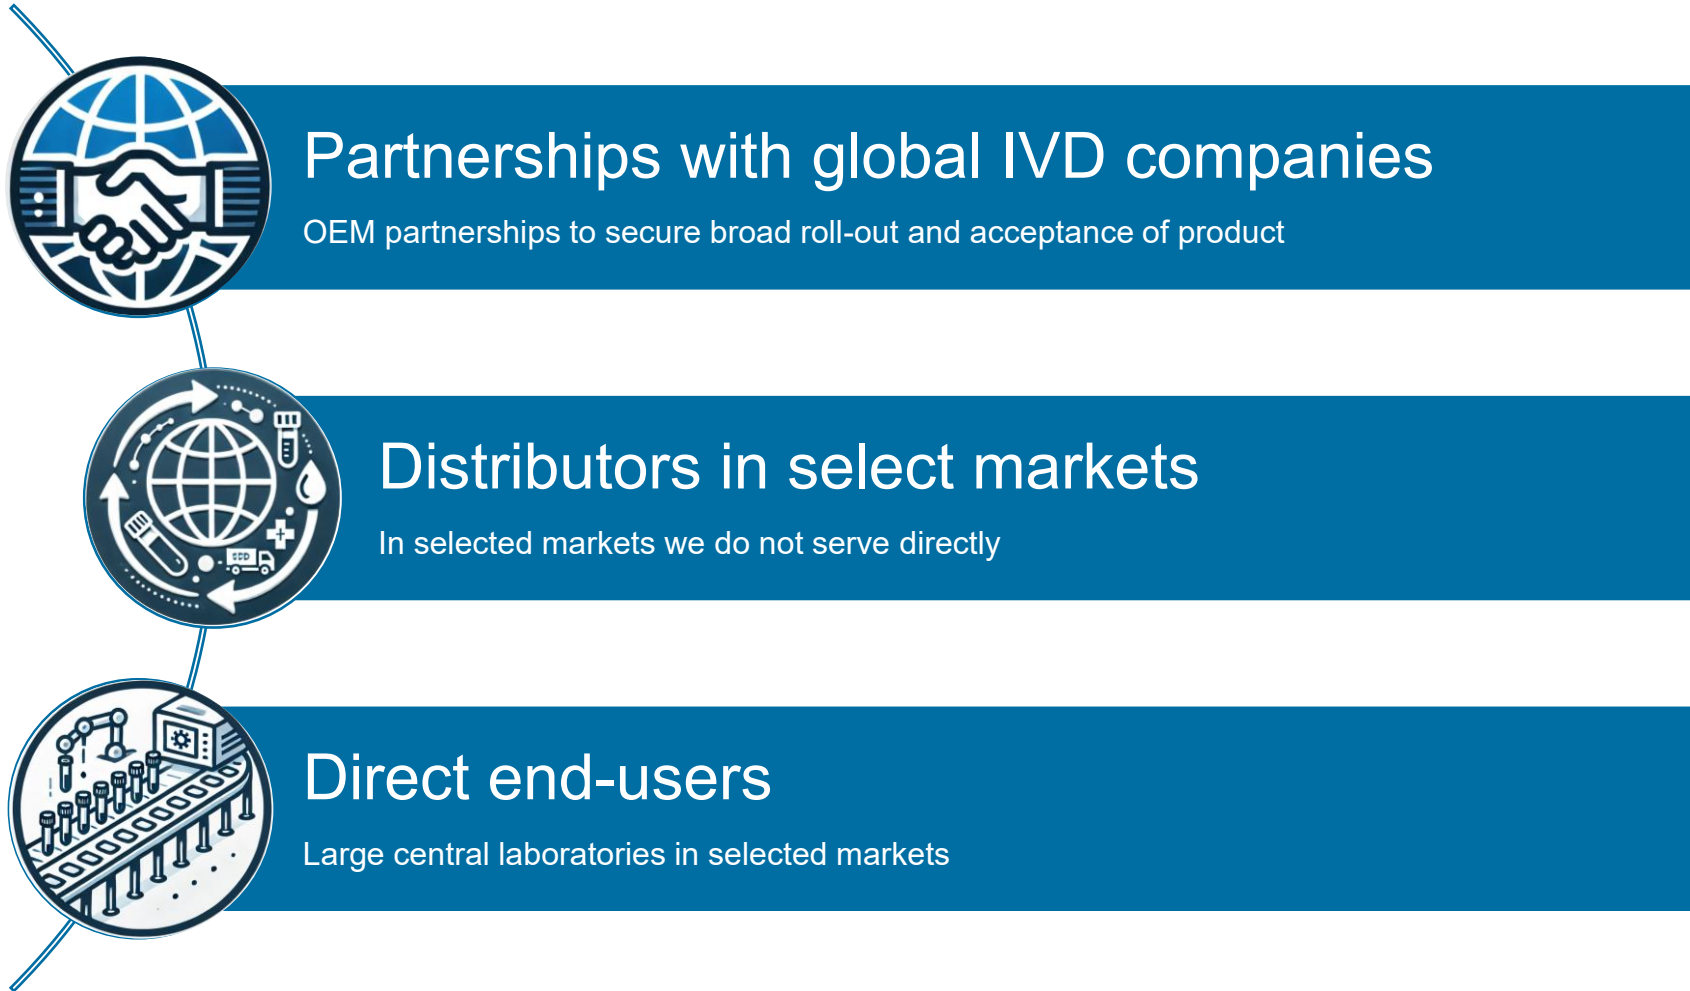 Partnerships with global IVD companies
OEM partnerships to secure broad roll-out and acceptance of product
Distributors in select markets
In selected markets we do not serve directly
Direct end-users
Large central laboratories in selected markets